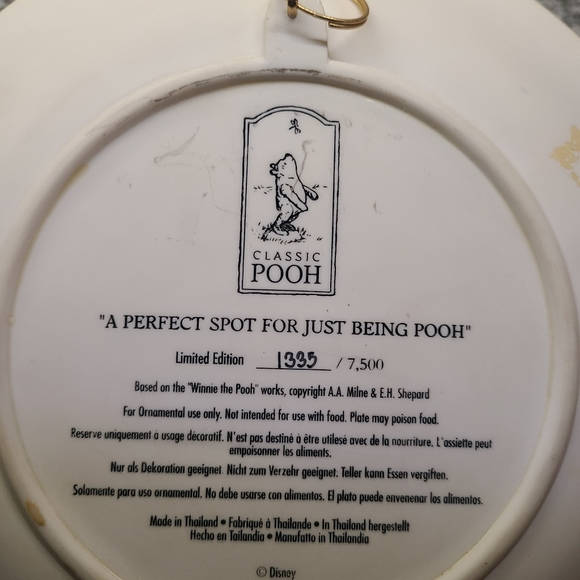 CLASSIC
POOH
"A PERFECT SPOT FOR JUST BEING POOH"
Limited Edition 1335 / 7,500
Based on the "Winnie the Pooh" works, copyright A.A. Milne & E.H. Shepard
For Ornamental use only. Not intended for use with food. Plate may poison food.
Reserve uniquement à usage décoratif. N'est pas destiné à être utilesé avec de la nourriture. L'assiette peut
empoisonner les aliments.
Nur als Dekoration geeignet. Nicht zum Verzehr geeignet. Teller kann Essen vergiften.
Solamente para uso ornamental. No debe usarse con alimentos. El plato puede envenenar los alimentos.
Made in Thailand • Fabriqué à Thailande • In Thailand hergestellt
Hecho en Tailandia • Manufatto in Thailandia
© Disney